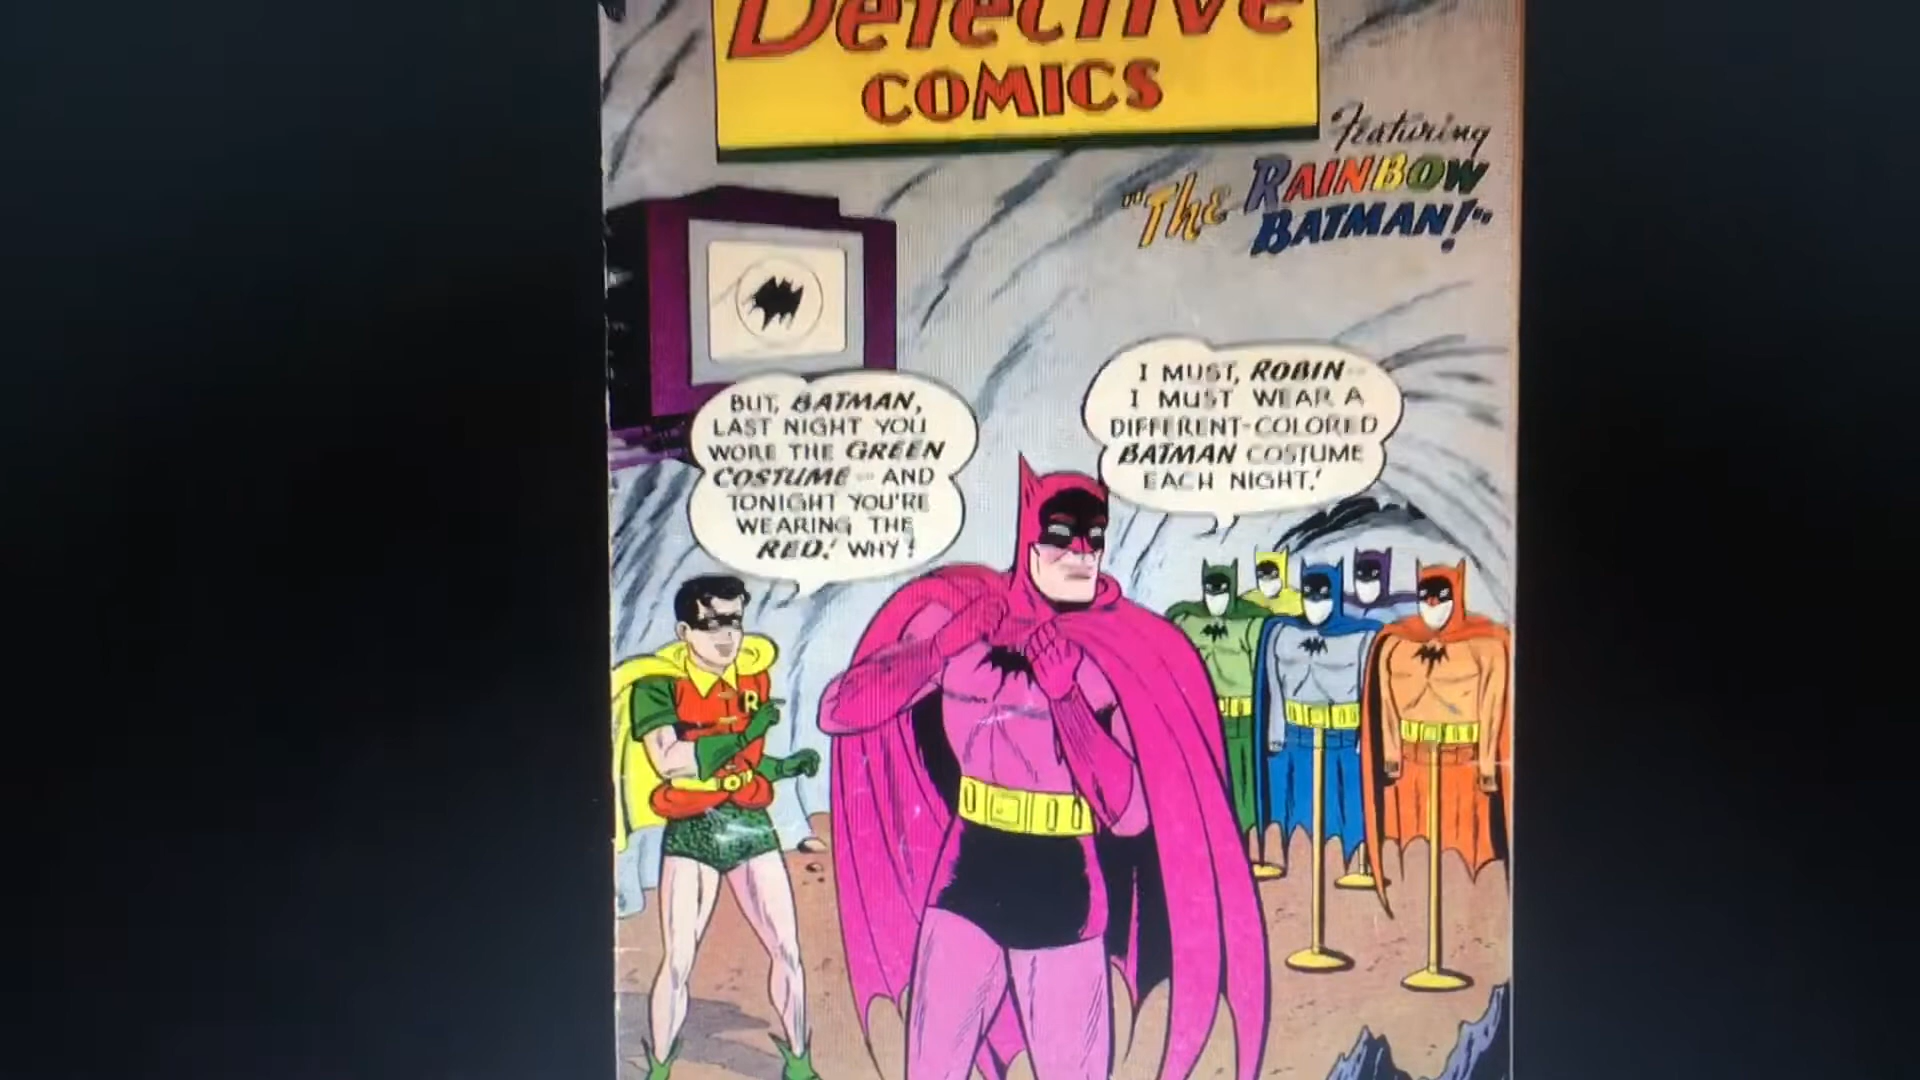 Detective
COMICS
Featuring
"The RAINBOW
BATMAN!"
BUT, BATMAN,
LAST NIGHT YOU
WORE THE GREEN
COSTUME -- AND
TONIGHT YOU'RE
WEARING THE
RED! WHY?
I MUST, ROBIN --
I MUST WEAR A
DIFFERENT-COLORED
BATMAN COSTUME
EACH NIGHT!
R